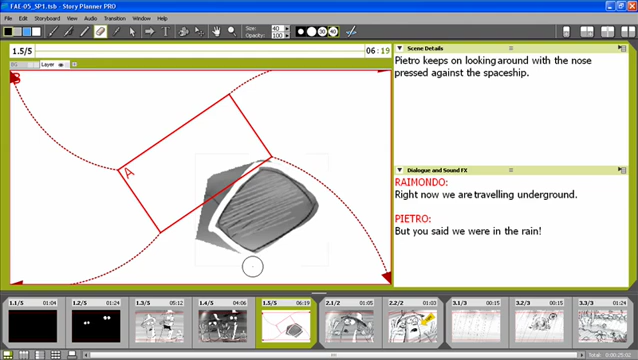 FAE-05_SP1.tsb - Story Planner PRO
File Edit Storyboard View Play Audio Transition Window Help
Size: 40
100
1.5/5
06:19
Layer
B
A
Scene Details
Pietro keeps on looking around with the nose
pressed against the spaceship.
Dialogue and Sound FX
RAIMONDO:
Right now we are travelling underground.
PIETRO:
But you said we were in the rain!
1.1/5 01:04
1.2/5 01:24
1.3/5 05:12
1.4/5 04:06
1.5/5 06:19
2.1/2 01:05
2.2/2 01:03
3.1/3 00:15
3.2/3 00:15
3.3/3 01:24